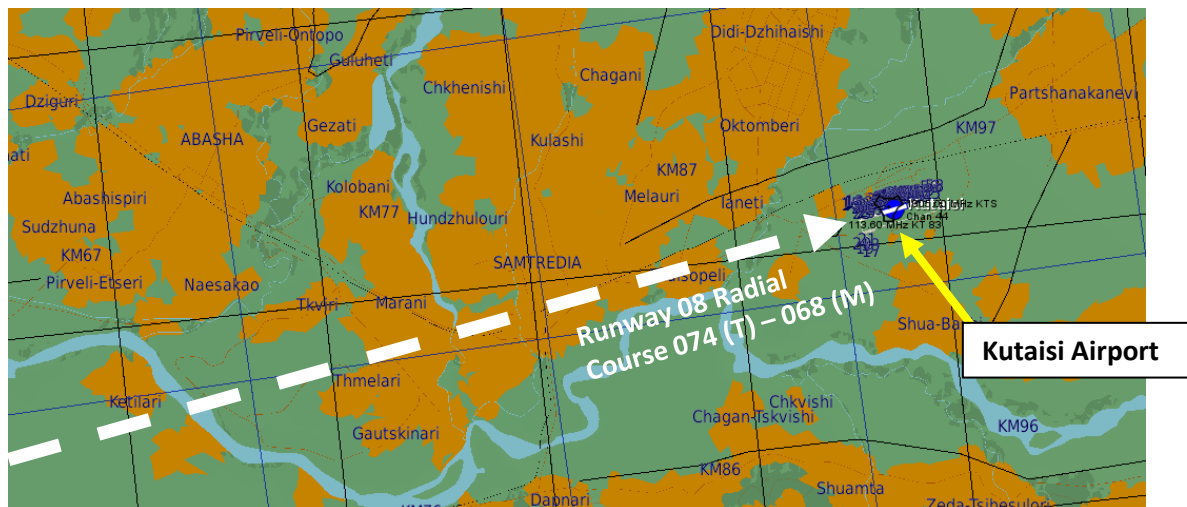 Pirveli-Ontopo
Didi-Dzhihaishi
Guluheti
Chagani
Chkhenishi
Partshanakanevi
Dziguri
Gezati
Oktomberi
KM97
ABASHA
Kulashi
KM87
Kolobani
Melauri
Abashispiri
KM77
Ianeti
Hundzhulouri
Chan 44
Sudzhuna
113.60 MHz KT 83
KM67
SAMTREDIA
Pirveli-Etseri
Naesakao
Tkviri
Marani
Runway 08 Radial
Course 074 (T) – 068 (M)
Kutaisi Airport
Thmelari
Ketilari
Chkvishi
Chagan-Tskvishi
Gautskinari
KM96
KM86
Shuamta
Dapnari
Zeda-Tsihesulori